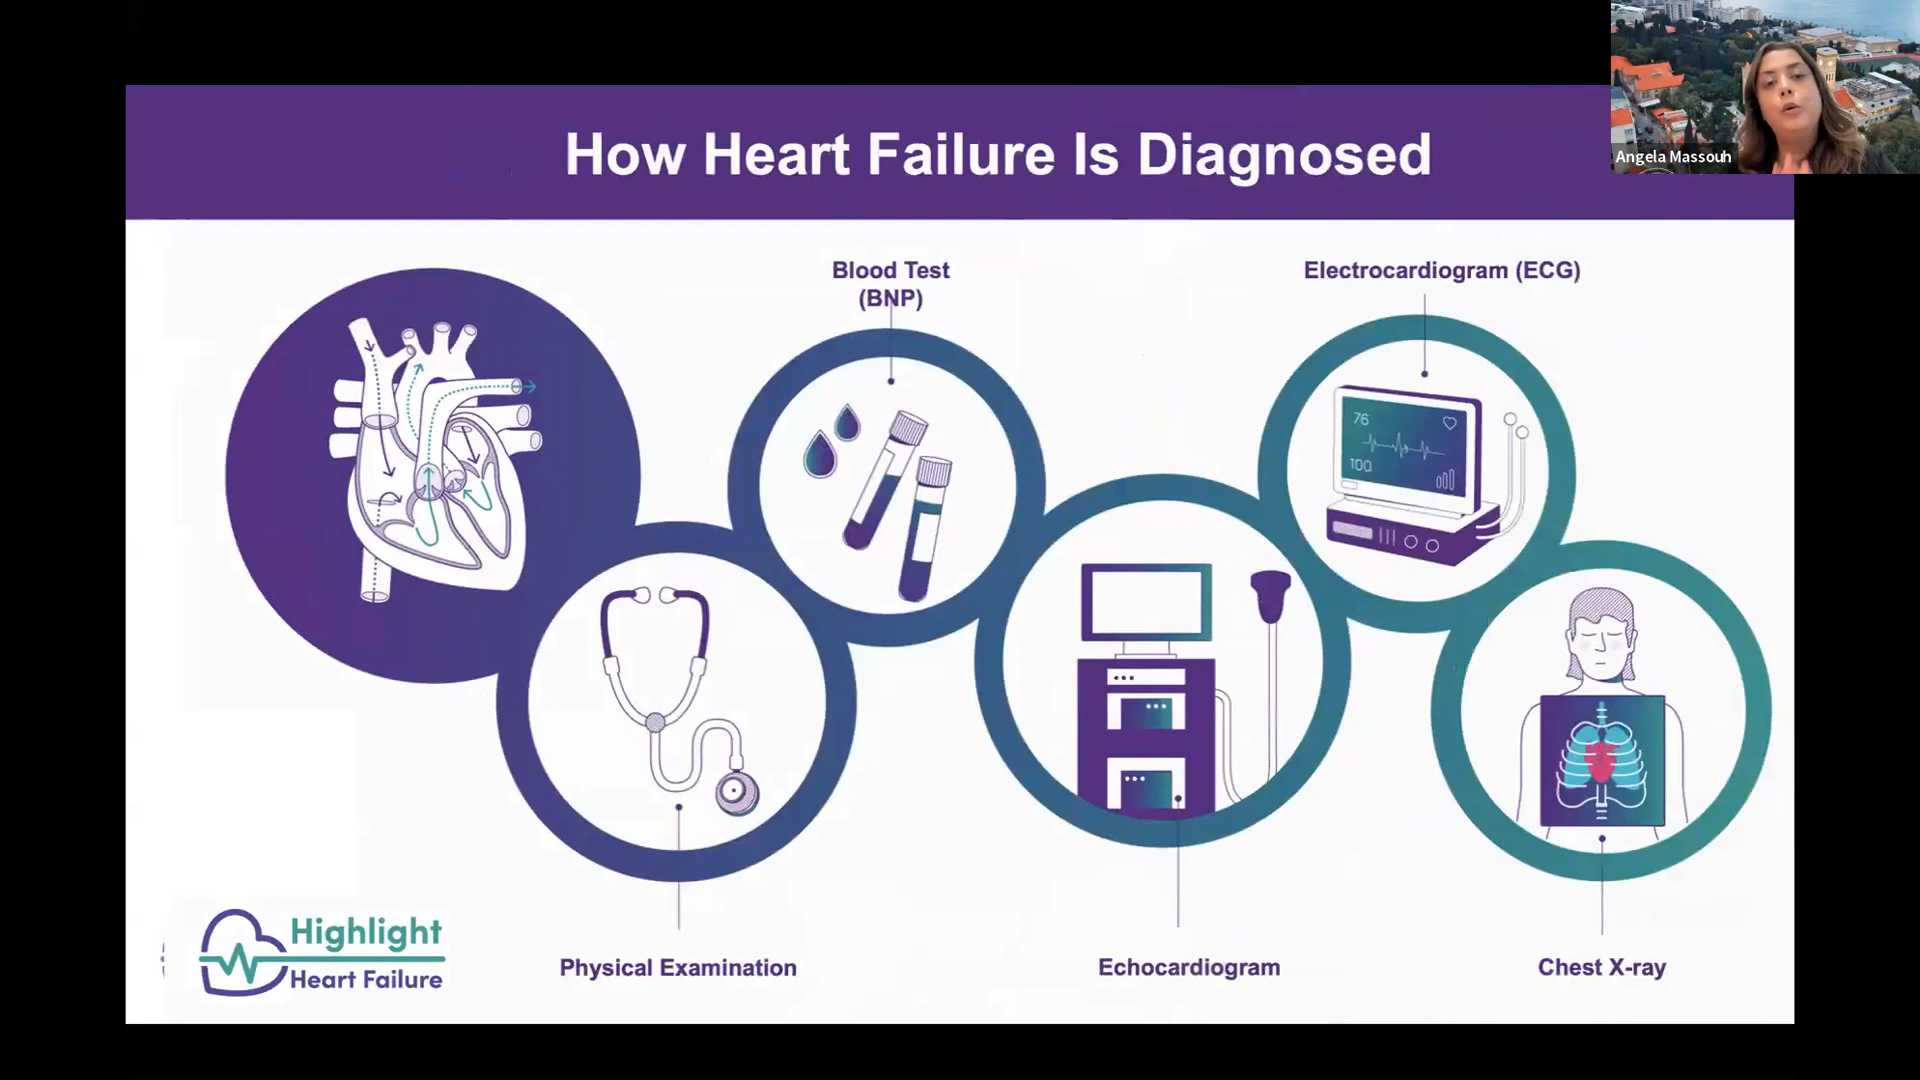 How Heart Failure Is Diagnosed
Angela Massouh
Blood Test
(BNP)
Electrocardiogram (ECG)
76
100
Physical Examination
Echocardiogram
Chest X-ray
Highlight
Heart Failure